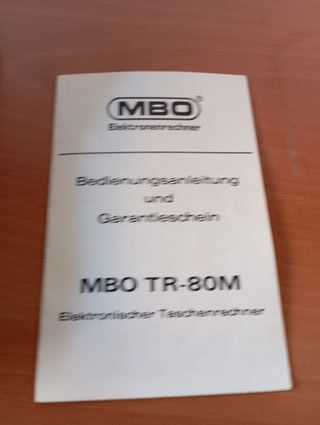 MBO®
Elektronenrechner
Bedienungsanleitung
und
Garantieschein
MBO TR-80M
Elektronischer Taschenrechner